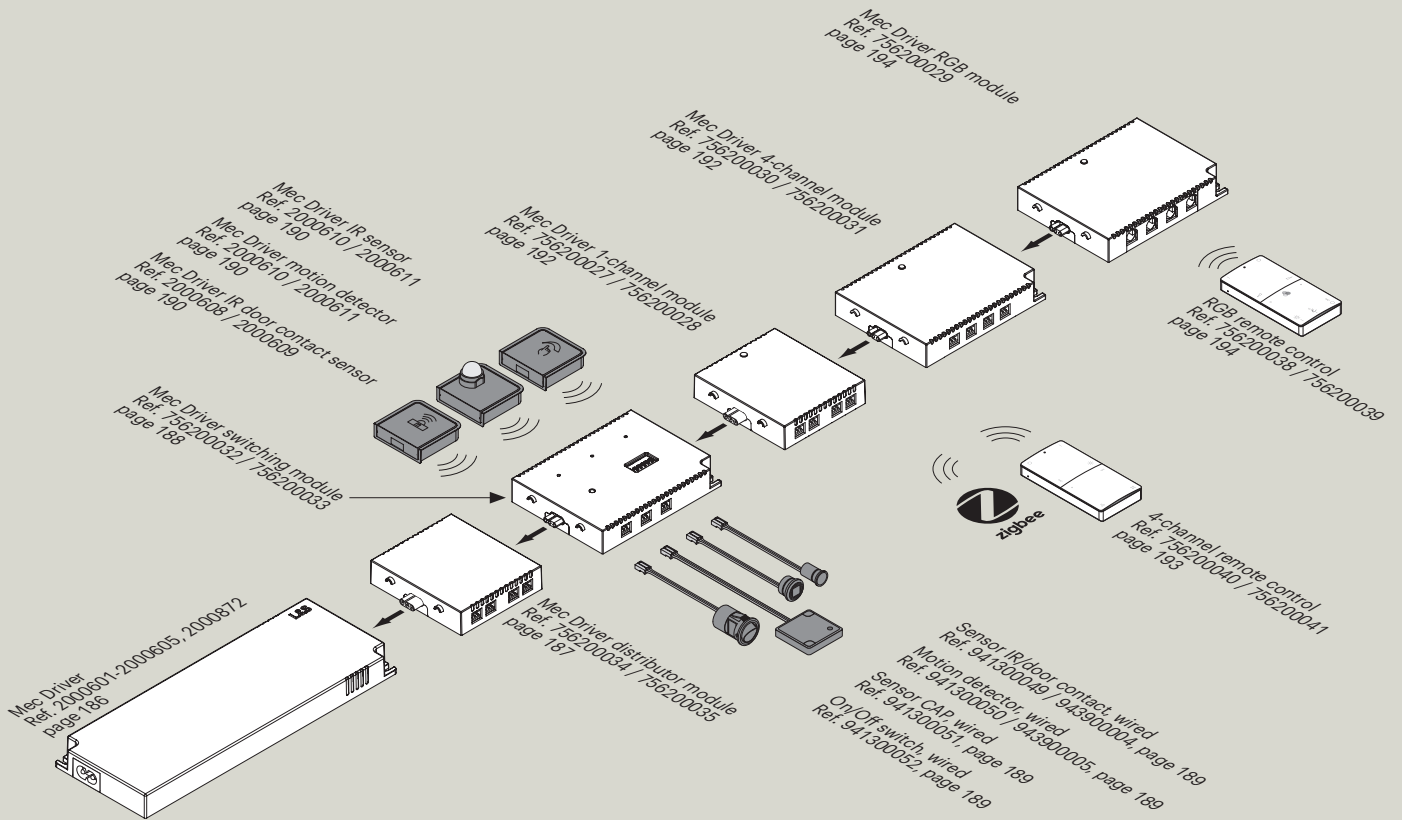 Mec Driver RGB module
Ref. 756200029
page 194
Mec Driver 4-channel module
Ref. 756200030 / 756200031
page 192
Mec Driver IR sensor
Ref. 2000610 / 2000611
page 190
Mec Driver motion detector
Ref. 2000610 / 2000611
page 190
Mec Driver IR door contact sensor
Ref. 2000608 / 2000609
page 190
Mec Driver 1-channel module
Ref. 756200027 / 756200028
page 192
RGB remote control
Ref. 756200038 / 756200039
page 194
Mec Driver switching module
Ref. 756200032 / 756200033
page 188
zigbee
4-channel remote control
Ref. 756200040 / 756200041
page 193
Mec Driver
Ref. 2000601-2000605, 2000872
page 186
Mec Driver distributor module
Ref. 756200034 / 756200035
page 187
Sensor IR/door contact, wired
Ref. 941300049 / 943900004, page 189
Motion detector, wired
Ref. 941300050 / 943900005, page 189
Sensor CAP, wired
Ref. 941300051, page 189
On/Off switch, wired
Ref. 941300052, page 189